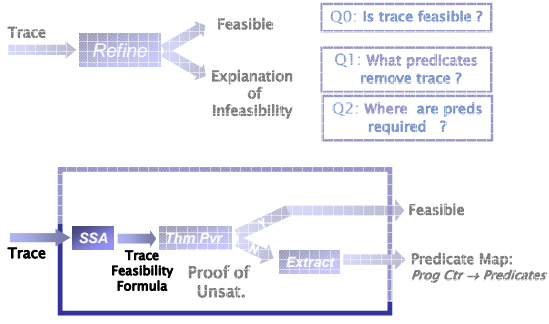 Trace
Refine
Feasible
Explanation
of
Infeasibility
Q0: Is trace feasible ?
Q1: What predicates
remove trace ?
Q2: Where are preds
required ?
Trace
SSA
Trace
Feasibility
Formula
Thm Pvr
Y
N
Proof of
Unsat.
Extract
Feasible
Predicate Map:
Prog Ctr → Predicates